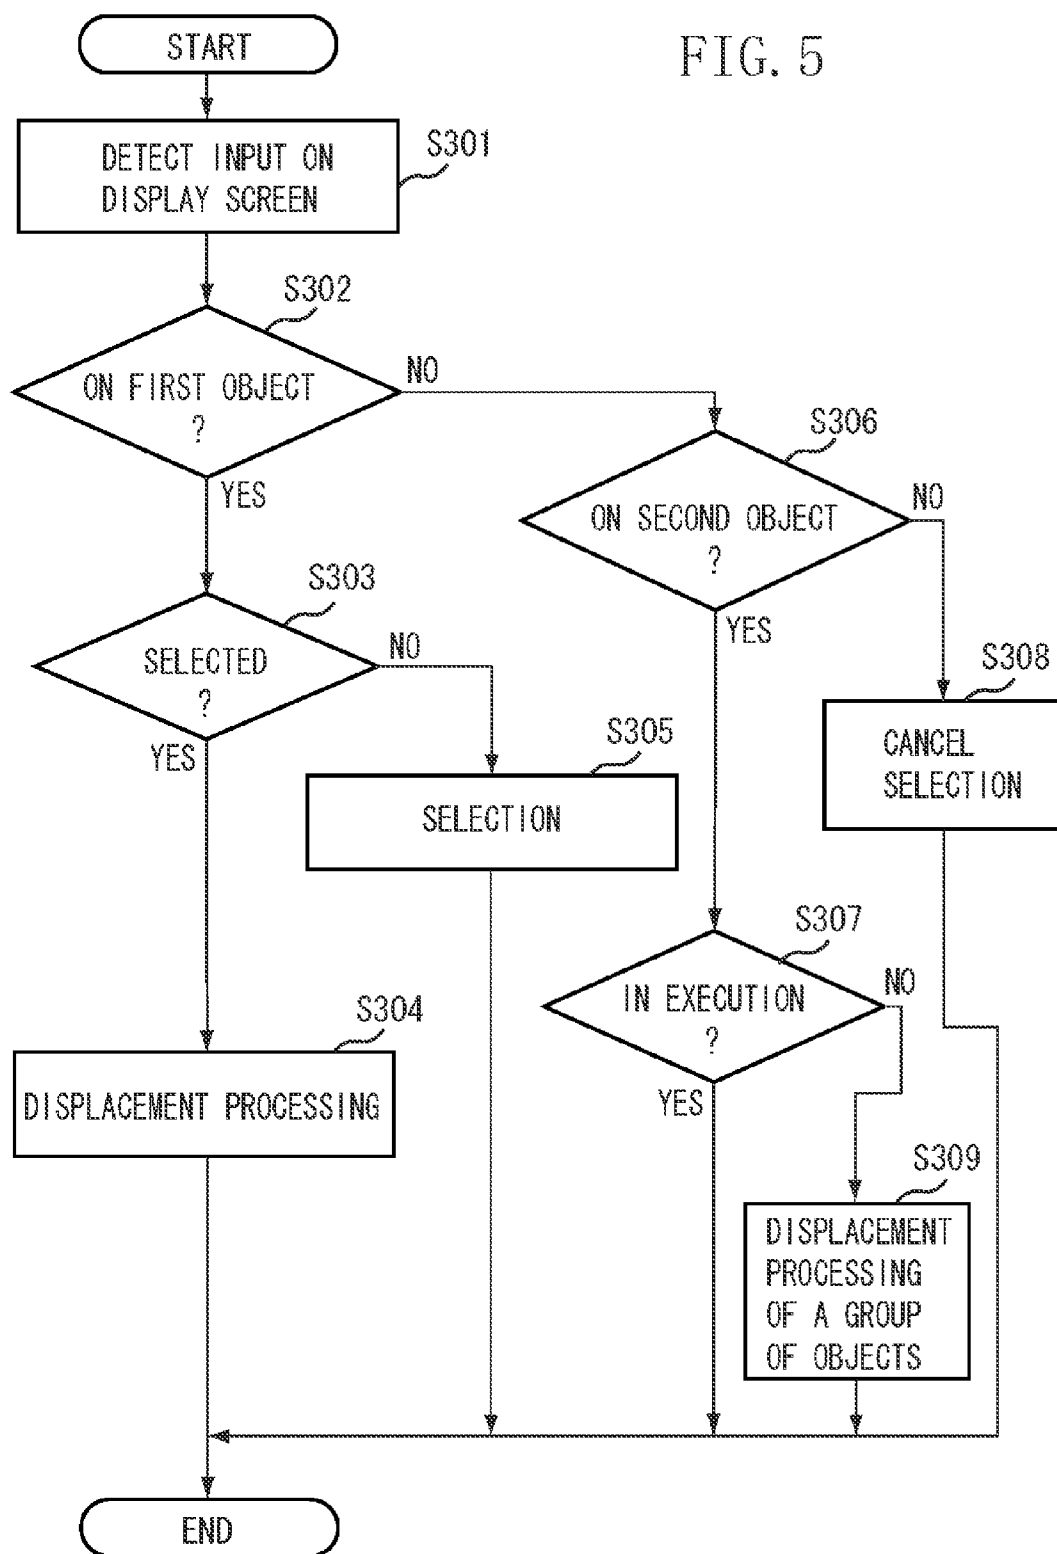 START
FIG. 5
DETECT INPUT ON
DISPLAY SCREEN
S301
S302
ON FIRST OBJECT
?
NO
YES
S306
ON SECOND OBJECT
?
NO
YES
S303
SELECTED
?
NO
YES
S308
CANCEL
SELECTION
S305
SELECTION
S307
IN EXECUTION
?
NO
YES
S304
DISPLACEMENT PROCESSING
S309
DISPLACEMENT
PROCESSING
OF A GROUP
OF OBJECTS
END